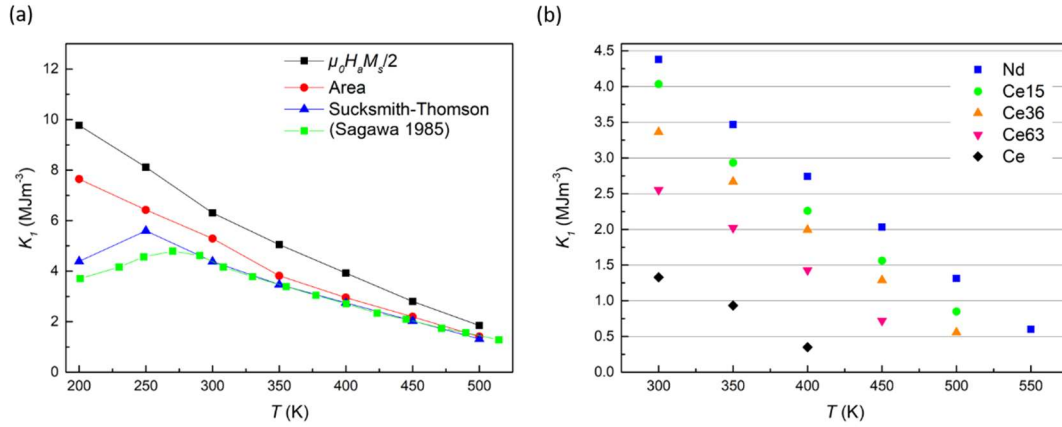 (a)
K₁ (MJm⁻³)
12
10
8
6
4
2
0
μ₀HₐMₛ/2
Area
Sucksmith-Thomson
(Sagawa 1985)
200 250 300 350 400 450 500
T (K)
(b)
K₁ (MJm⁻³)
4.5
4.0
3.5
3.0
2.5
2.0
1.5
1.0
0.5
0.0
Nd
Ce15
Ce36
Ce63
Ce
300 350 400 450 500 550
T (K)